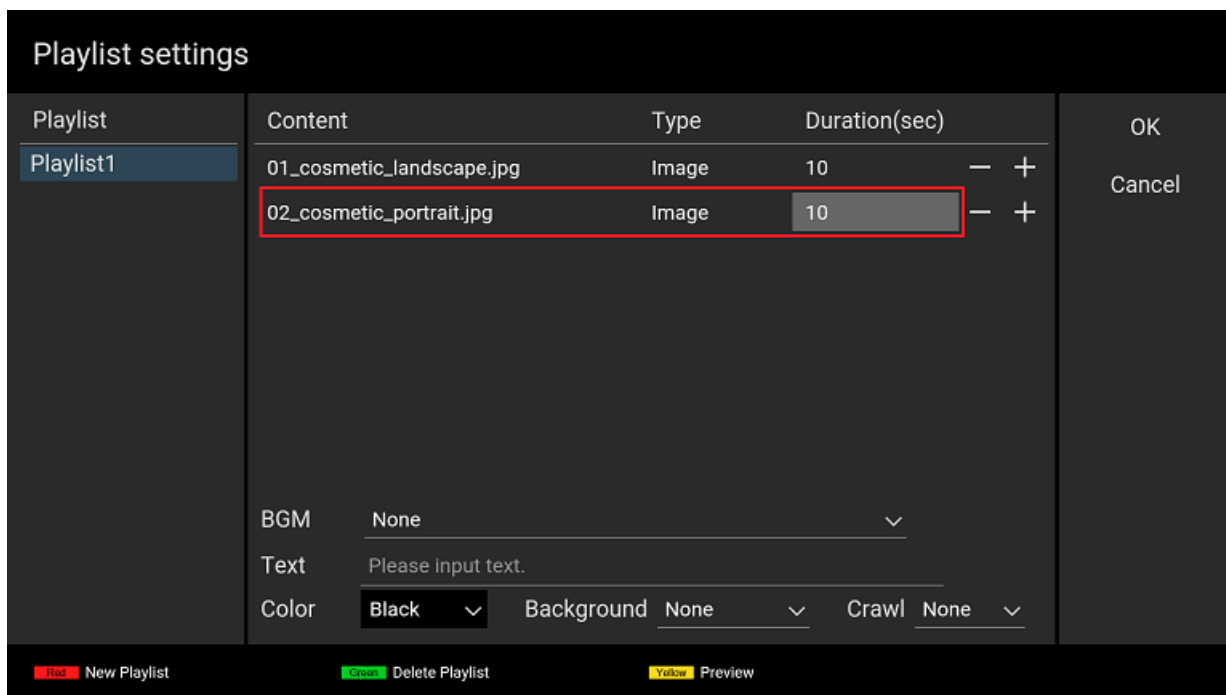 Playlist settings
Playlist Content Type Duration(sec) OK
Playlist1 01_cosmetic_landscape.jpg Image 10 − +
Cancel
02_cosmetic_portrait.jpg Image 10 − +
BGM None
Text Please input text.
Color Black Background None Crawl None
Red New Playlist Green Delete Playlist Yellow Preview